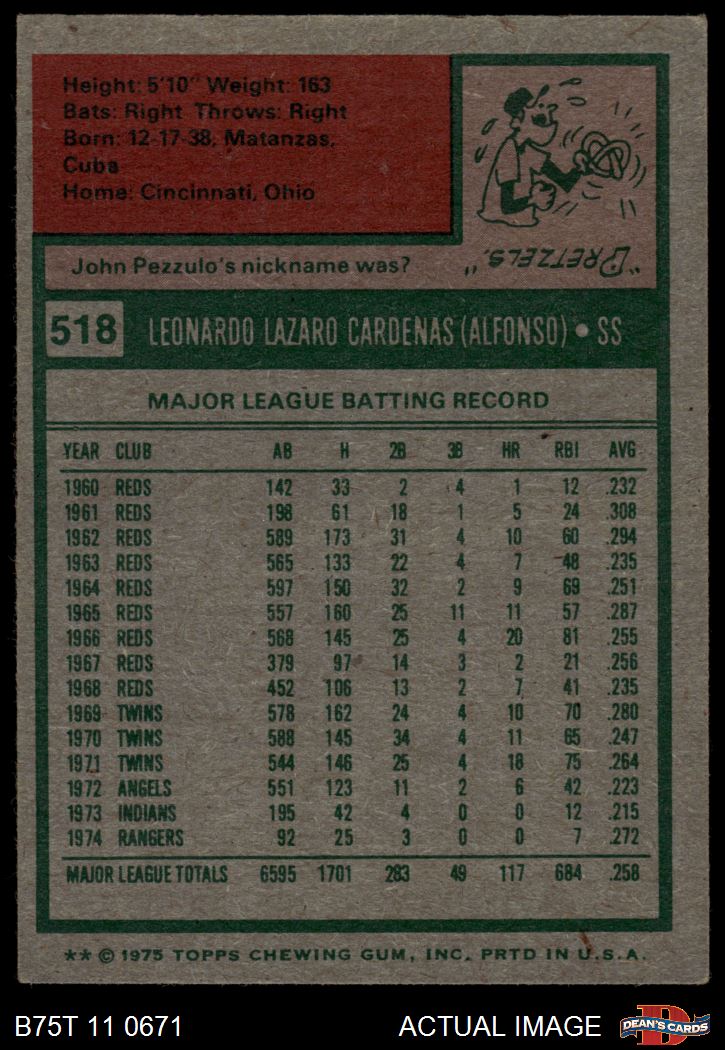 Height: 5'10" Weight: 163
Bats: Right Throws: Right
Born: 12-17-38, Matanzas,
Cuba
Home: Cincinnati, Ohio
John Pezzulo's nickname was?
"BRETZELS."
518 LEONARDO LAZARO CARDENAS (ALFONSO) • SS
MAJOR LEAGUE BATTING RECORD
YEAR CLUB AB H 2B 3B HR RBI AVG
1960 REDS 142 33 2 4 1 12 .232
1961 REDS 198 61 18 1 5 24 .308
1962 REDS 589 173 31 4 10 60 .294
1963 REDS 565 133 22 4 7 48 .235
1964 REDS 597 150 32 2 9 69 .251
1965 REDS 557 160 25 11 11 57 .287
1966 REDS 568 145 25 4 20 81 .255
1967 REDS 379 97 14 3 2 21 .256
1968 REDS 452 106 13 2 7 41 .235
1969 TWINS 578 162 24 4 10 70 .280
1970 TWINS 588 145 34 4 11 65 .247
1971 TWINS 544 146 25 4 18 75 .264
1972 ANGELS 551 123 11 2 6 42 .223
1973 INDIANS 195 42 4 0 0 12 .215
1974 RANGERS 92 25 3 0 0 7 .272
MAJOR LEAGUE TOTALS 6595 1701 283 49 117 684 .258
** © 1975 TOPPS CHEWING GUM, INC. PRTD IN U.S.A.
B75T 11 0671 ACTUAL IMAGE
D
DEAN'S CARDS